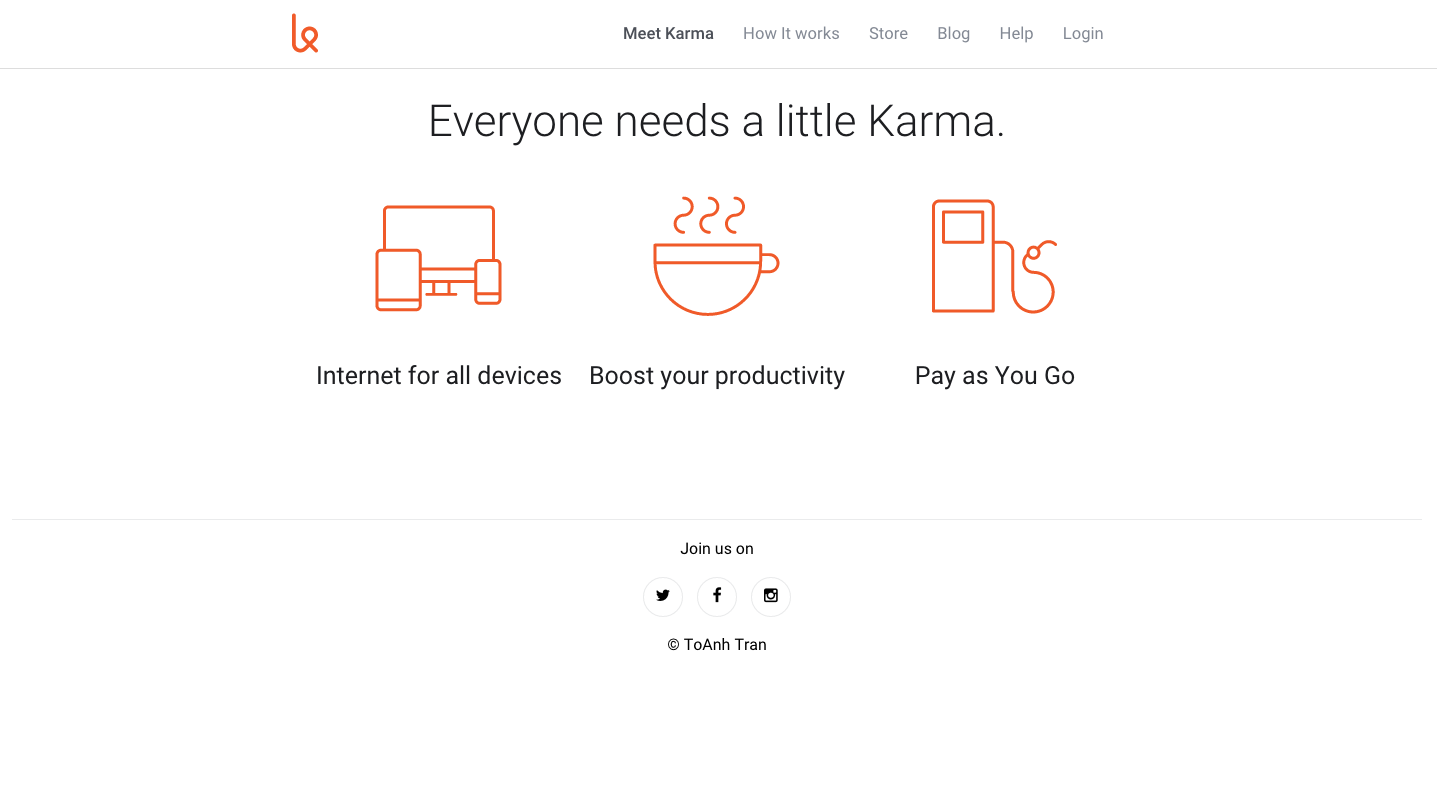 Meet Karma How It works Store Blog Help Login
Everyone needs a little Karma.
Internet for all devices Boost your productivity Pay as You Go
Join us on
© ToAnh Tran